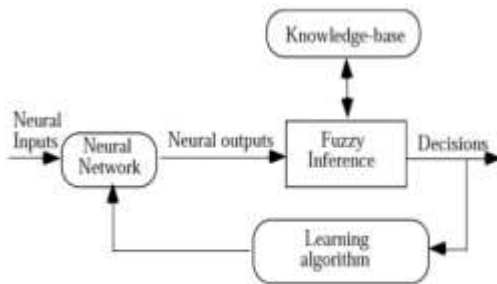 Knowledge-base
Neural
Inputs
Neural
Network
Neural outputs
Fuzzy
Inference
Decisions
Learning
algorithm